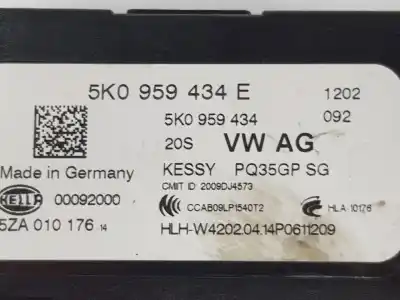 5K0 959 434 E 1202
5K0 959 434 092
20S VW AG
Made in Germany KESSY PQ35GP SG
CMIIT ID: 2009DJ4573
HELLA 00092000 CCAB09LP1540T2 HLA 10176
5ZA 010 176 14 HLH-W4202.04.14P0611209